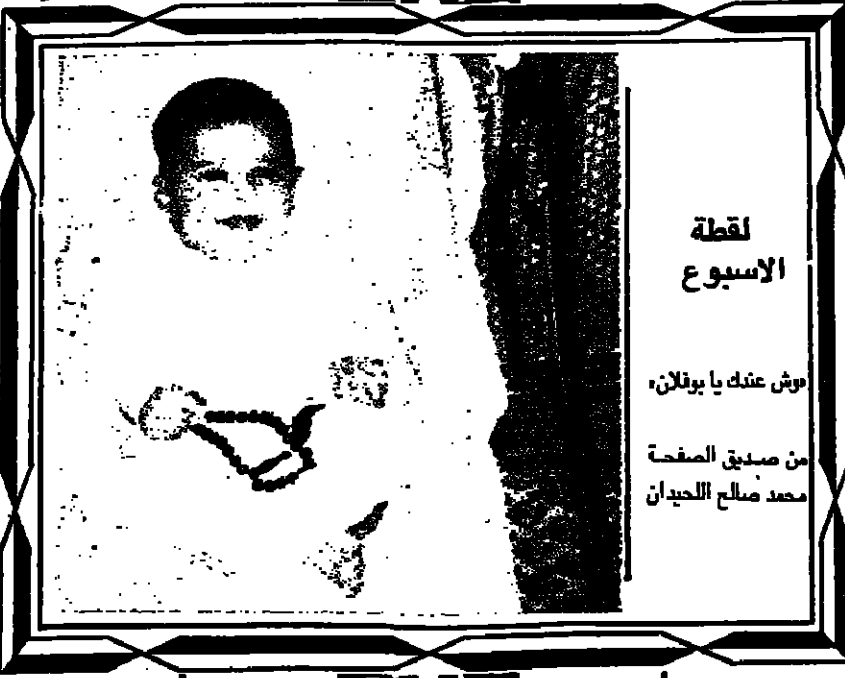 لقطة
الاسبوع
«وش عندك يا بوفلان»
من صديق الصفحة
محمد صالح اللحيدان